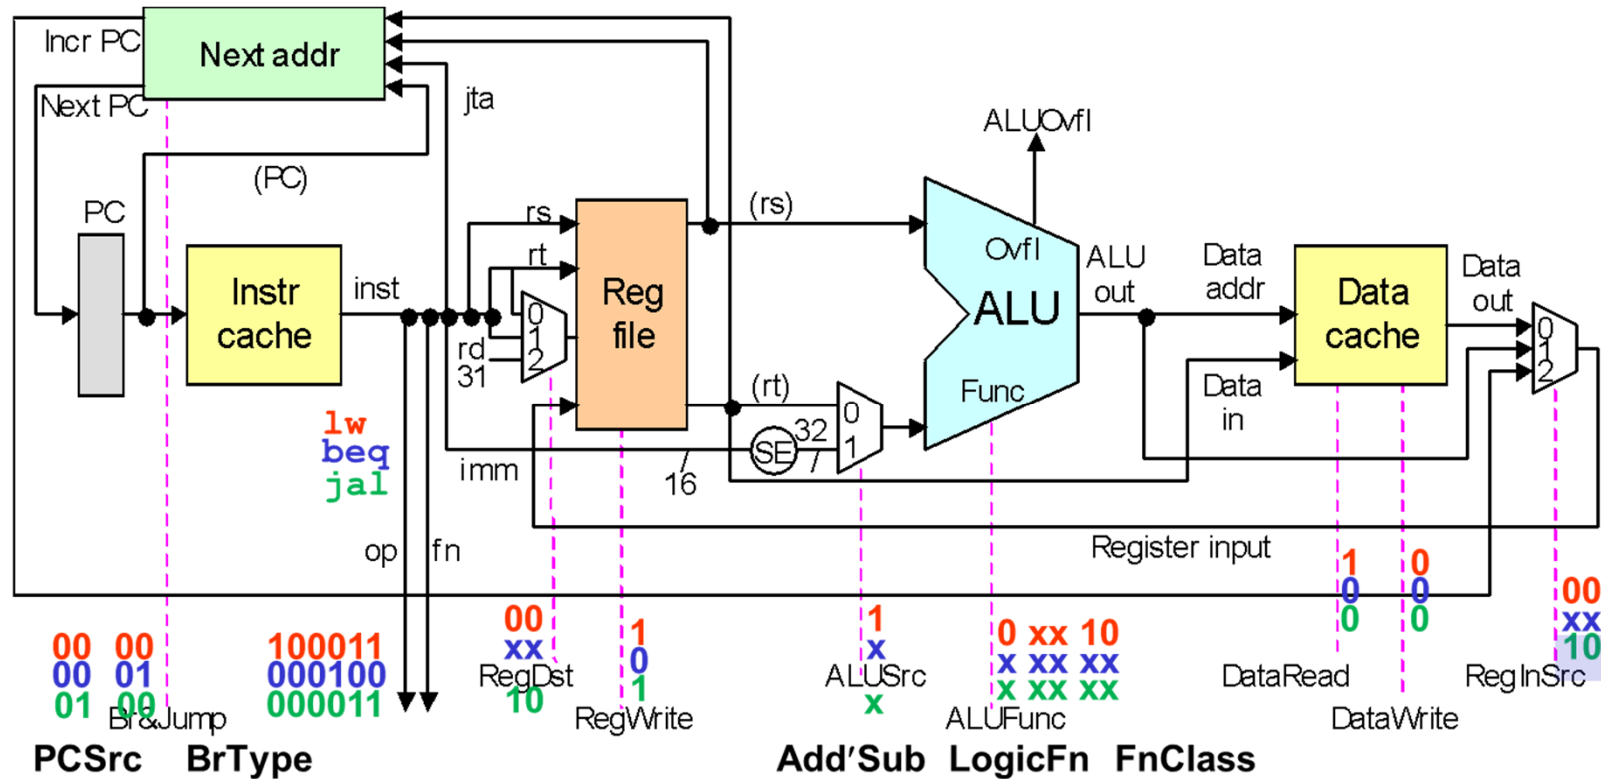 Incr PC
Next addr
Next PC
jta
(PC)
ALUOvfl
PC
rs
(rs)
rt
Ovfl
ALU out
Data addr
Data out
Instr cache
inst
Reg file
ALU
Data cache
0
1
2
rd
31
0
1
2
(rt)
0
1
Func
Data in
32
SE
imm
16
lw
beq
jal
op
fn
Register input
00 00 100011 00 1 1 0 xx 10 1 0 00
00 01 000100 xx 0 x x xx xx 0 0 xx
01 00 000011 10 1 x x xx xx 0 0 10
Br&Jump
RegDst
RegWrite
ALUSrc
ALUFunc
DataRead
DataWrite
RegInSrc
PCSrc BrType Add'Sub LogicFn FnClass